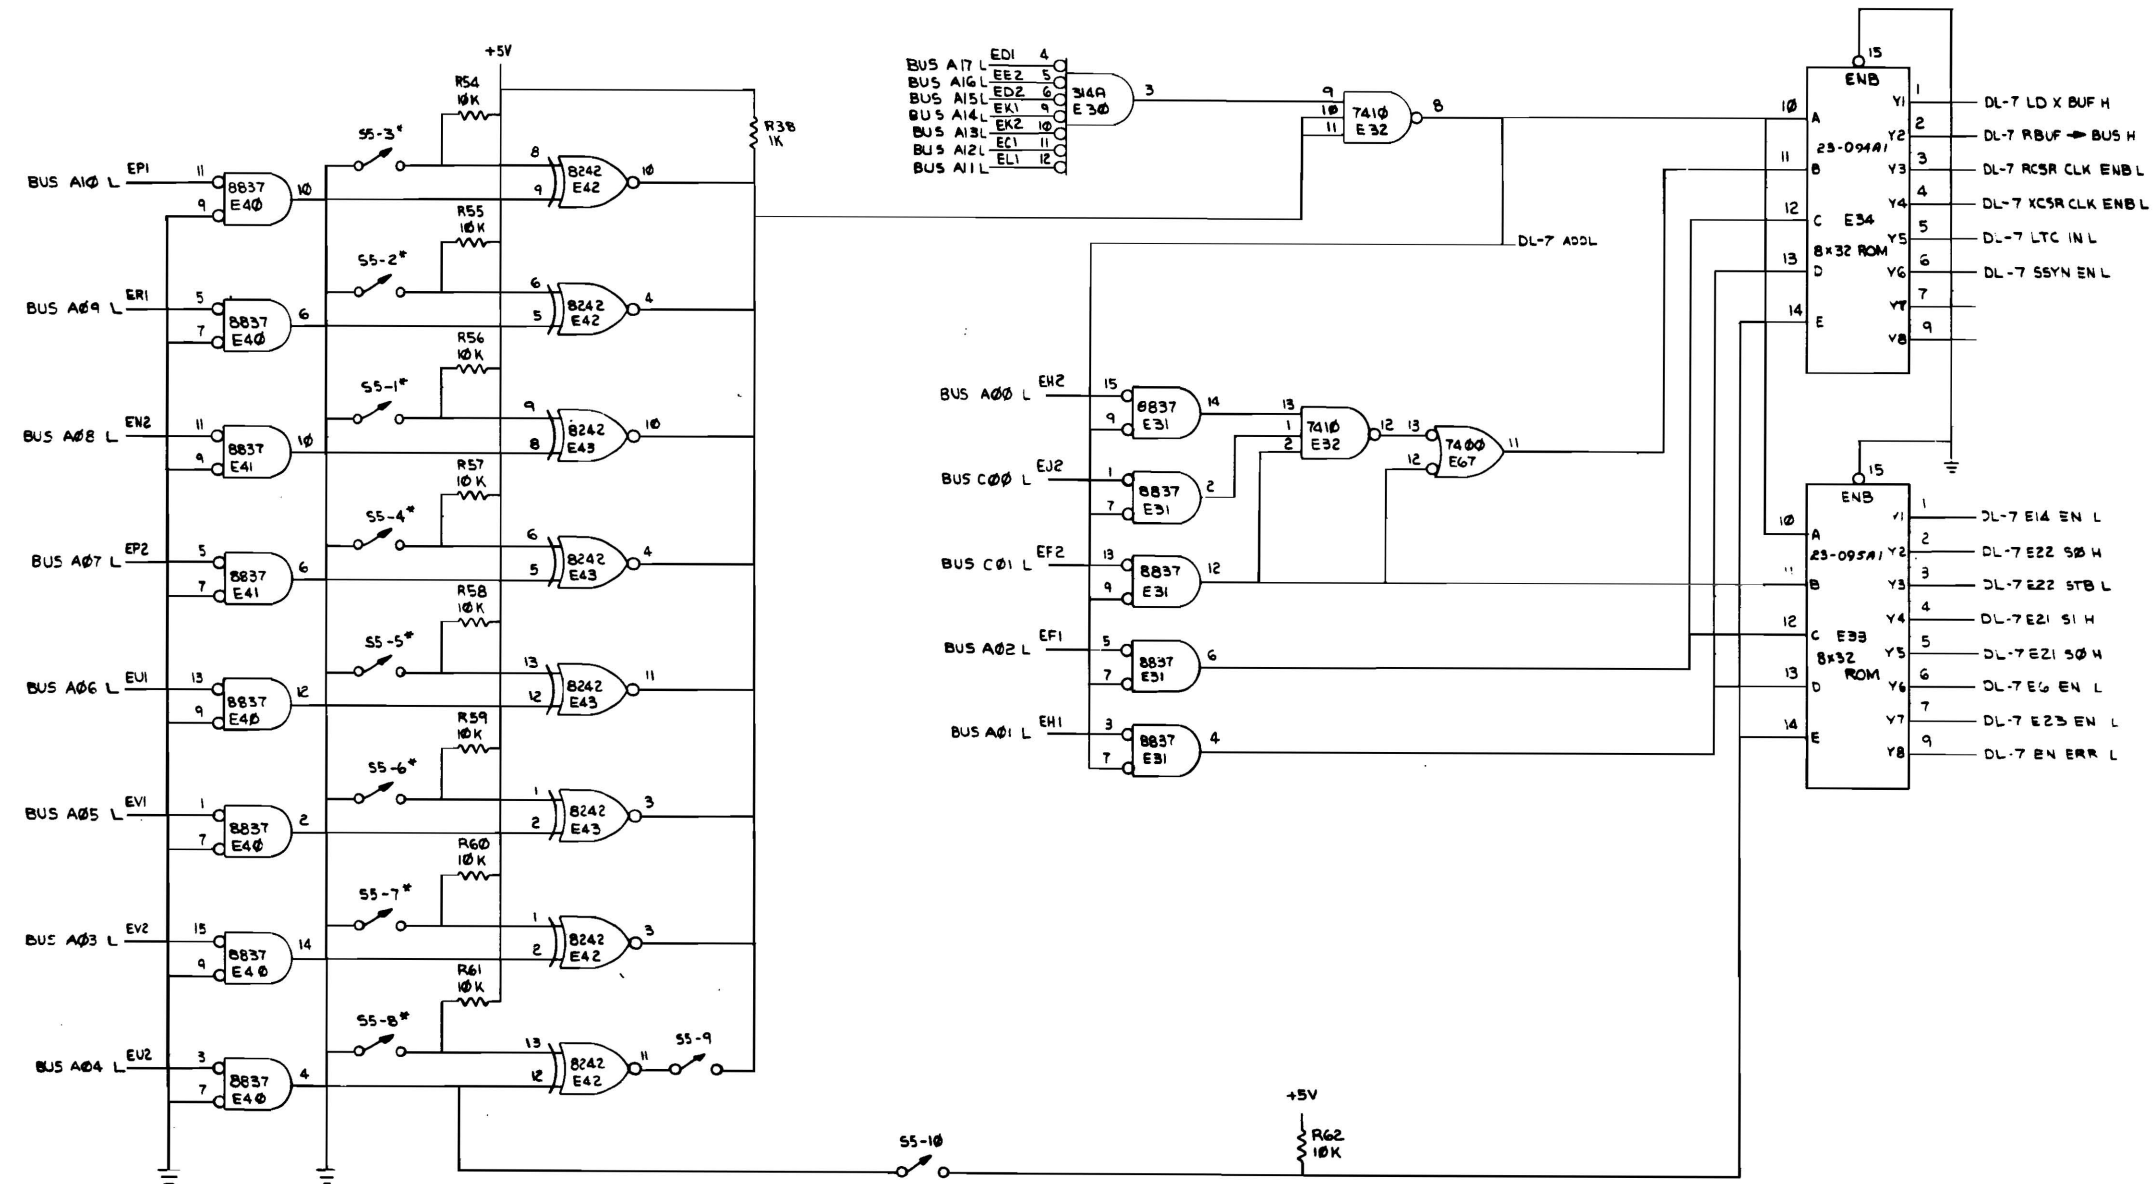 +5V
R54
10K
S5-3*
R38
1K
BUS A10 L
EP1
11
9
8837
E40
10
8
9
8242
E42
10
R55
10K
S5-2*
BUS A09 L
ER1
5
7
8837
E40
6
6
5
8242
E42
4
R56
10K
S5-1*
BUS A08 L
EN2
11
9
8837
E41
10
9
8
8242
E43
10
R57
10K
S5-4*
BUS A07 L
EP2
5
7
8837
E41
6
6
5
8242
E43
4
R58
10K
S5-5*
BUS A06 L
EU1
13
9
8837
E40
12
13
12
8242
E43
11
R59
10K
S5-6*
BUS A05 L
EV1
1
7
8837
E40
2
1
2
8242
E43
3
R60
10K
S5-7*
BUS A03 L
EV2
15
9
8837
E40
14
1
2
8242
E42
3
R61
10K
S5-8*
BUS A04 L
EU2
3
7
8837
E40
4
13
12
8242
E42
11
S5-9
S5-10
+5V
R62
10K
BUS A17 L ED1 4
BUS A16 L EE2 5
BUS A15 L ED2 6
BUS A14 L EK1 9
BUS A13 L EK2 10
BUS A12 L EC1 11
BUS A11 L EL1 12
314A
E30
3
9
10
11
7410
E32
8
DL-7 ADDL
BUS A00 L
EH2
15
9
8837
E31
14
BUS C00 L
EJ2
1
7
8837
E31
2
13
1
2
7410
E32
12
13
12
7400
E67
11
BUS C01 L
EF2
13
9
8837
E31
12
BUS A02 L
EF1
5
7
8837
E31
6
BUS A01 L
EH1
3
7
8837
E31
4
15
ENB
10 A
11 B
12 C
13 D
14 E
23-094A1
E34
8x32 ROM
Y1 1 DL-7 LD X BUF H
Y2 2 DL-7 RBUF → BUS H
Y3 3 DL-7 RCSR CLK ENB L
Y4 4 DL-7 XCSR CLK ENB L
Y5 5 DL-7 LTC IN L
Y6 6 DL-7 SSYN EN L
Y7 7
Y8 9
15
ENB
10 A
11 B
12 C
13 D
14 E
23-095A1
E33
8x32
ROM
Y1 1 DL-7 E14 EN L
Y2 2 DL-7 E22 S0 H
Y3 3 DL-7 E22 STB L
Y4 4 DL-7 E21 S1 H
Y5 5 DL-7 E21 S0 H
Y6 6 DL-7 E6 EN L
Y7 7 DL-7 E23 EN L
Y8 9 DL-7 EN ERR L